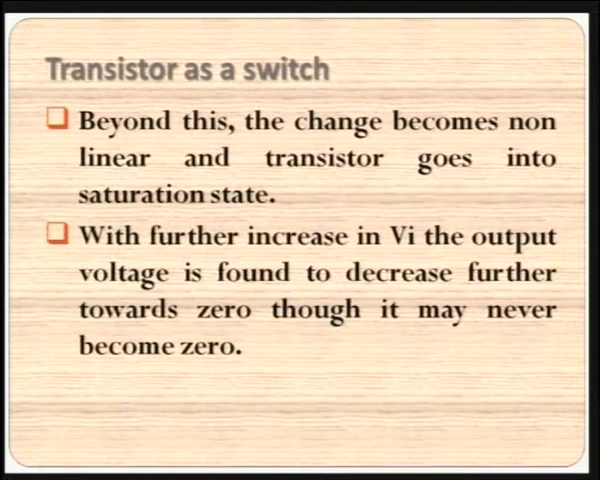 Transistor as a switch
Beyond this, the change becomes non
linear and transistor goes into
saturation state.
With further increase in Vi the output
voltage is found to decrease further
towards zero though it may never
become zero.